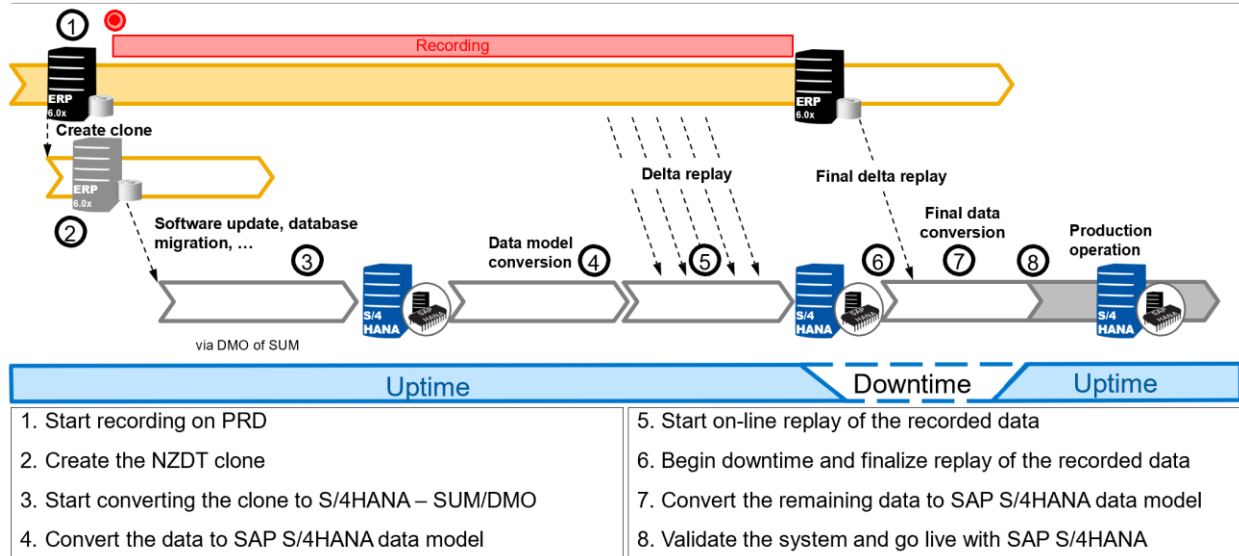 1
Recording
ERP
6.0x
ERP
6.0x
Create clone
ERP
6.0x
2
Software update, database
migration, ...
3
Data model
conversion
4
Delta replay
5
Final delta replay
6
Final data
conversion
7
8
Production
operation
S/4
HANA
S/4
HANA
S/4
HANA
via DMO of SUM
Uptime
Downtime
Uptime
1. Start recording on PRD
2. Create the NZDT clone
3. Start converting the clone to S/4HANA – SUM/DMO
4. Convert the data to SAP S/4HANA data model
5. Start on-line replay of the recorded data
6. Begin downtime and finalize replay of the recorded data
7. Convert the remaining data to SAP S/4HANA data model
8. Validate the system and go live with SAP S/4HANA